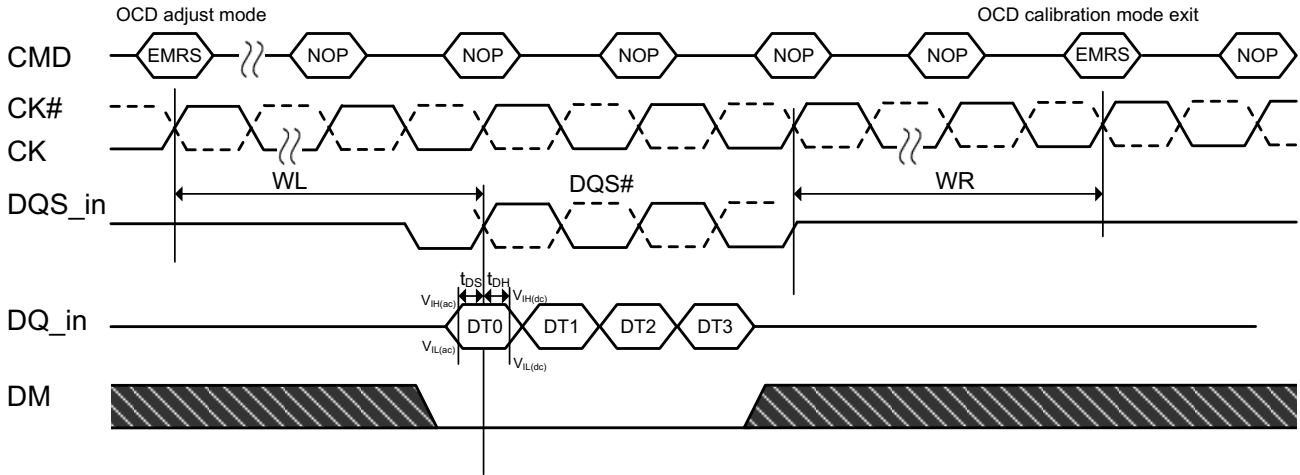 OCD adjust mode
OCD calibration mode exit
CMD
EMRS NOP NOP NOP NOP NOP EMRS NOP
CK#
CK
WL
DQS#
WR
DQS_in
tDS tDH
VIH(ac) VIH(dc)
DQ_in
DT0 DT1 DT2 DT3
VIL(ac) VIL(dc)
DM